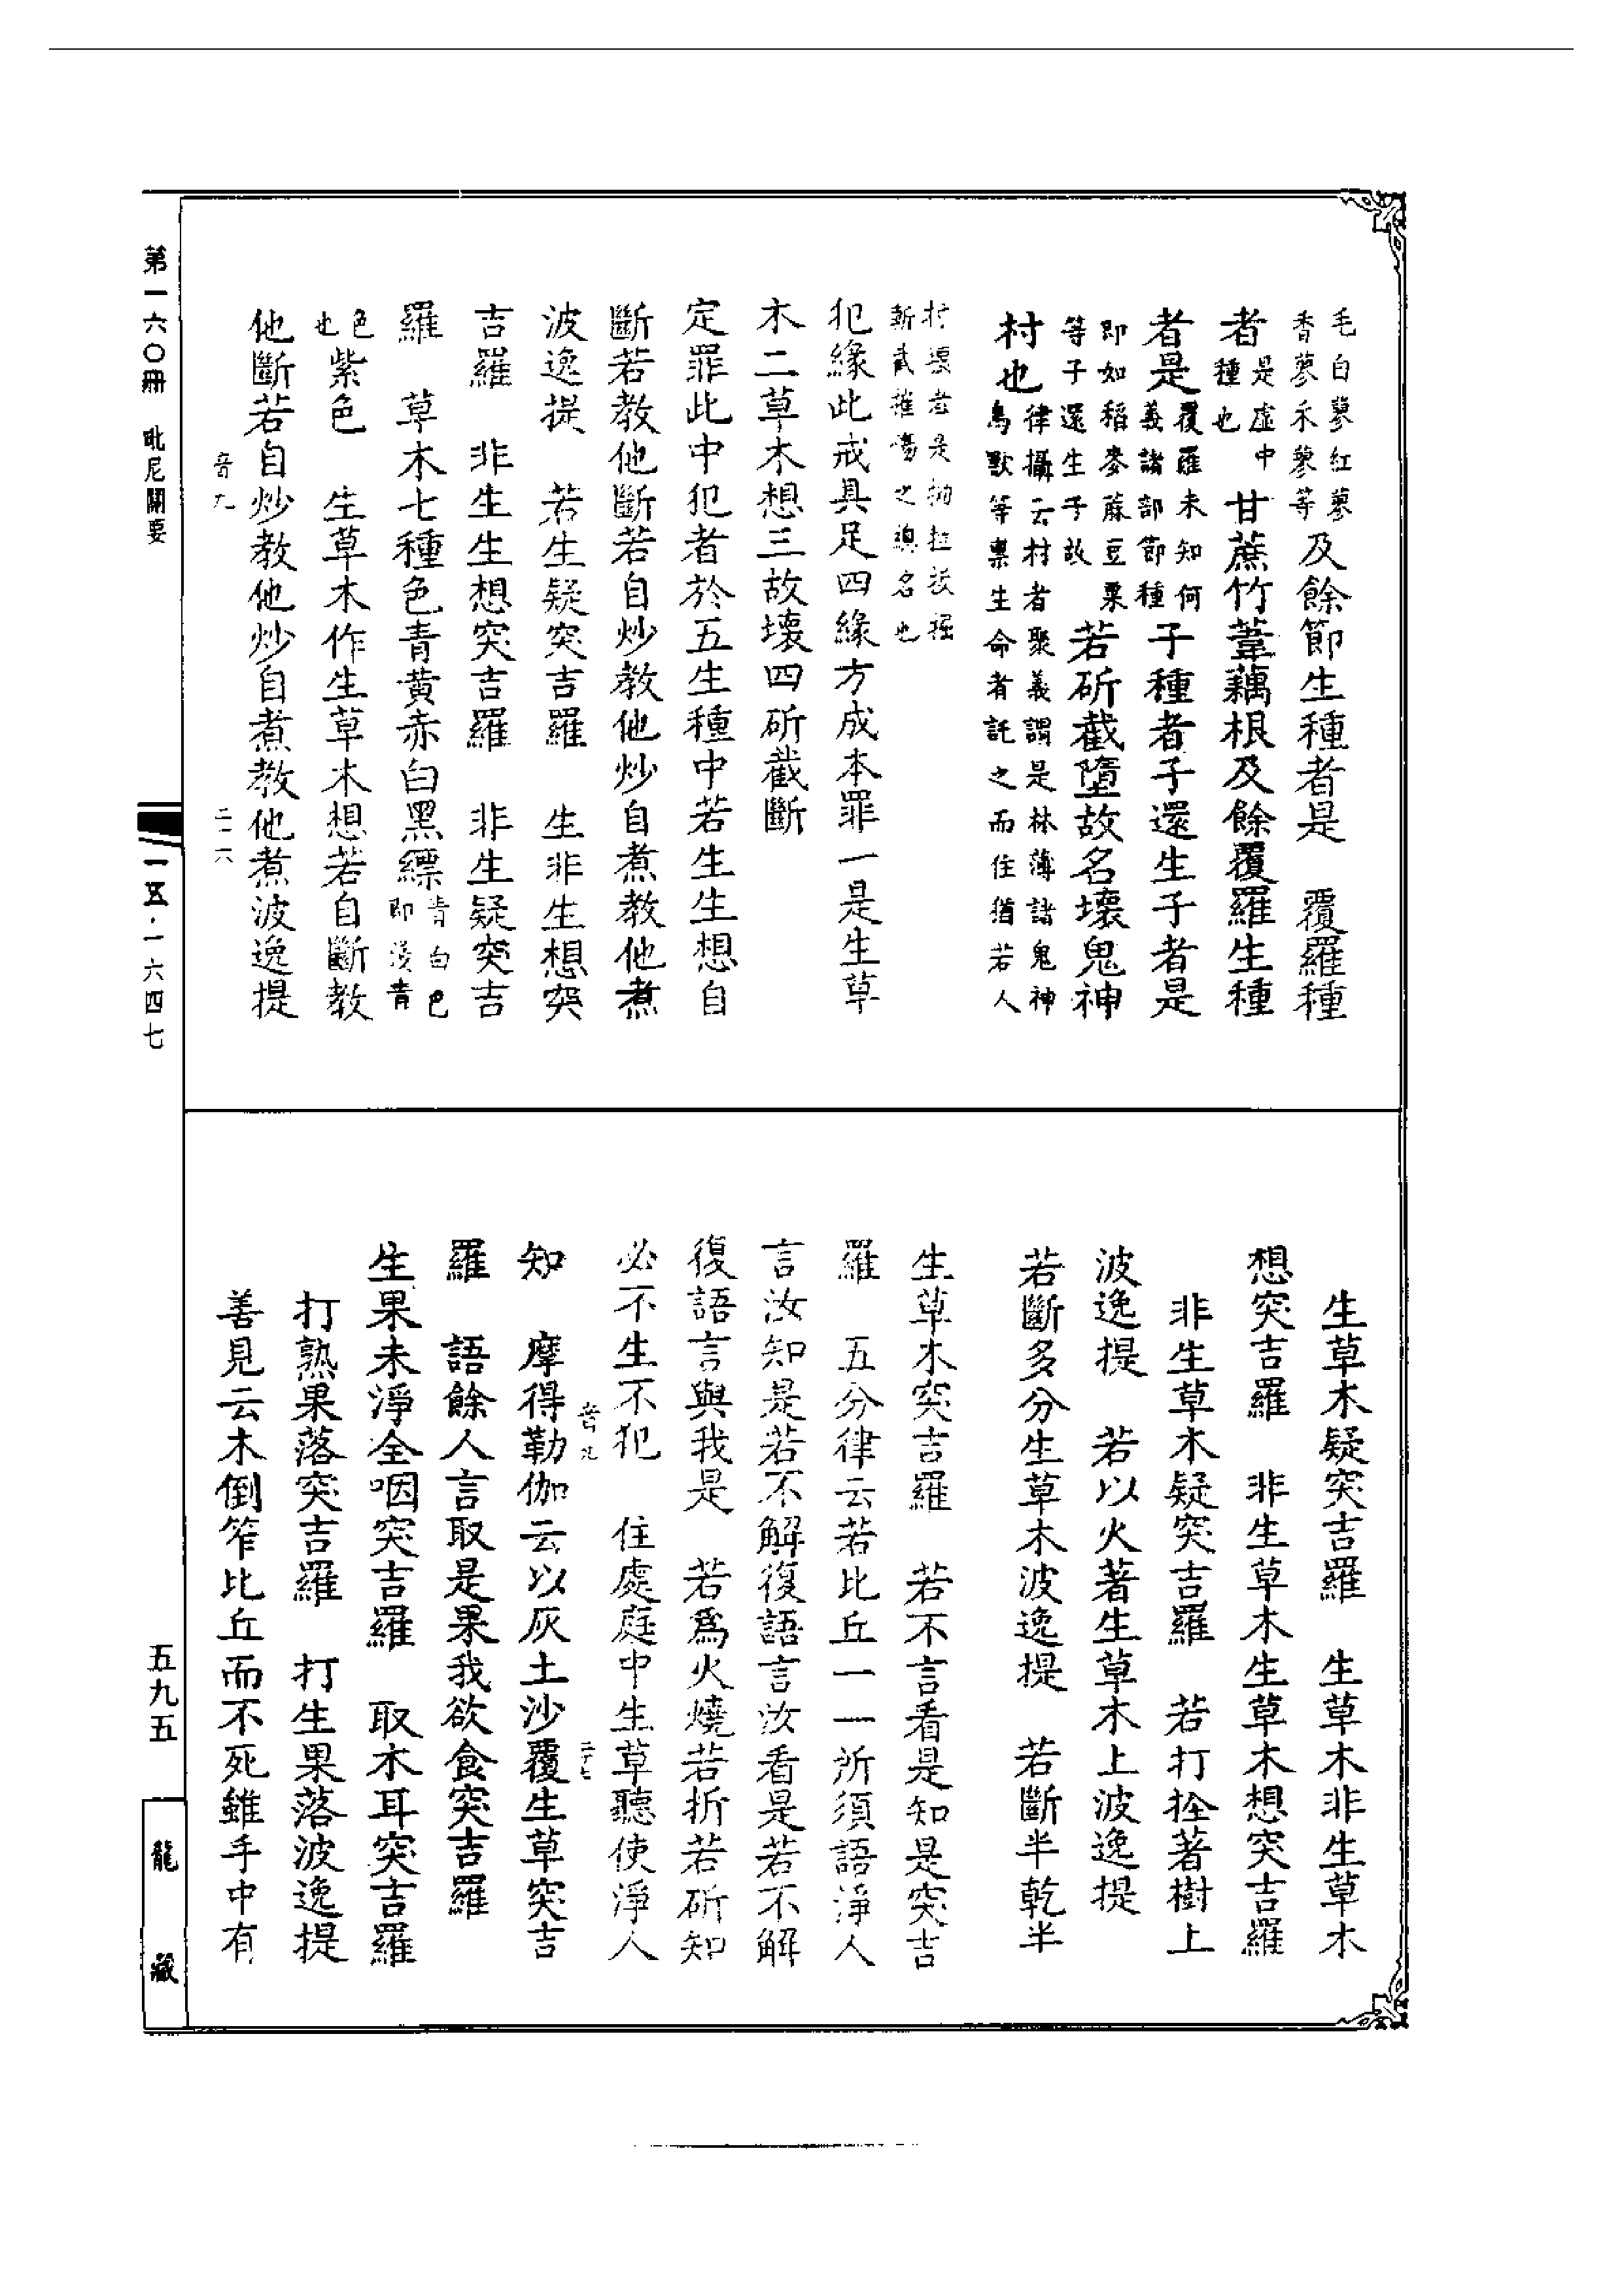 毛白蓼紅蓼
香蓼禾蓼等及餘節生種者是　覆羅種
者是虛中
種也甘蔗竹葦藕根及餘覆羅生種
者是覆羅未知何
義諸部節種子種者子還生子者是
即如稻麥蔴豆粟
等子還生子故若斫截墮故名壞鬼神
村也律攝云村者聚義謂是林薄諸鬼神
鳥獸等稟生命者託之而住猶若人
村壞者是拗拉拔掘
斬截摧傷之總名也
犯緣此戒具足四緣方成本罪一是生草
木二草木想三故壞四斫截斷
定罪此中犯者於五生種中若生生想自
斷若教他斷若自炒教他炒自煮教他煮
波逸提　若生疑突吉羅　生非生想突
吉羅　非生生想突吉羅　非生疑突吉
羅　草木七種色青黃赤白黑縹青白色
即淺青
色
也紫色　生草木作生草木想若自斷教
他斷若自炒教他炒自煮教他煮波逸提
音九　二十六
生草木疑突吉羅　生草木非生草木
想突吉羅　非生草木生草木想突吉羅
非生草木疑突吉羅　若打拴著樹上
波逸提　若以火著生草木上波逸提
若斷多分生草木波逸提　若斷半乾半
生草木突吉羅　若不言看是知是突吉
羅　五分律云若比丘一一所須語淨人
言汝知是若不解復語言汝看是若不解
復語言與我是　若爲火燒若折若斫知
必不生不犯　住處庭中生草聽使淨人
音九　二十七
知　摩得勒伽云以灰土沙覆生草突吉
羅　語餘人言取是果我欲食突吉羅
生果未淨全咽突吉羅　取木耳突吉羅
打熟果落突吉羅　打生果落波逸提
善見云木倒笮比丘而不死雖手中有
第一六〇冊　毗尼關要
一五·一六四七
五九五
龍藏